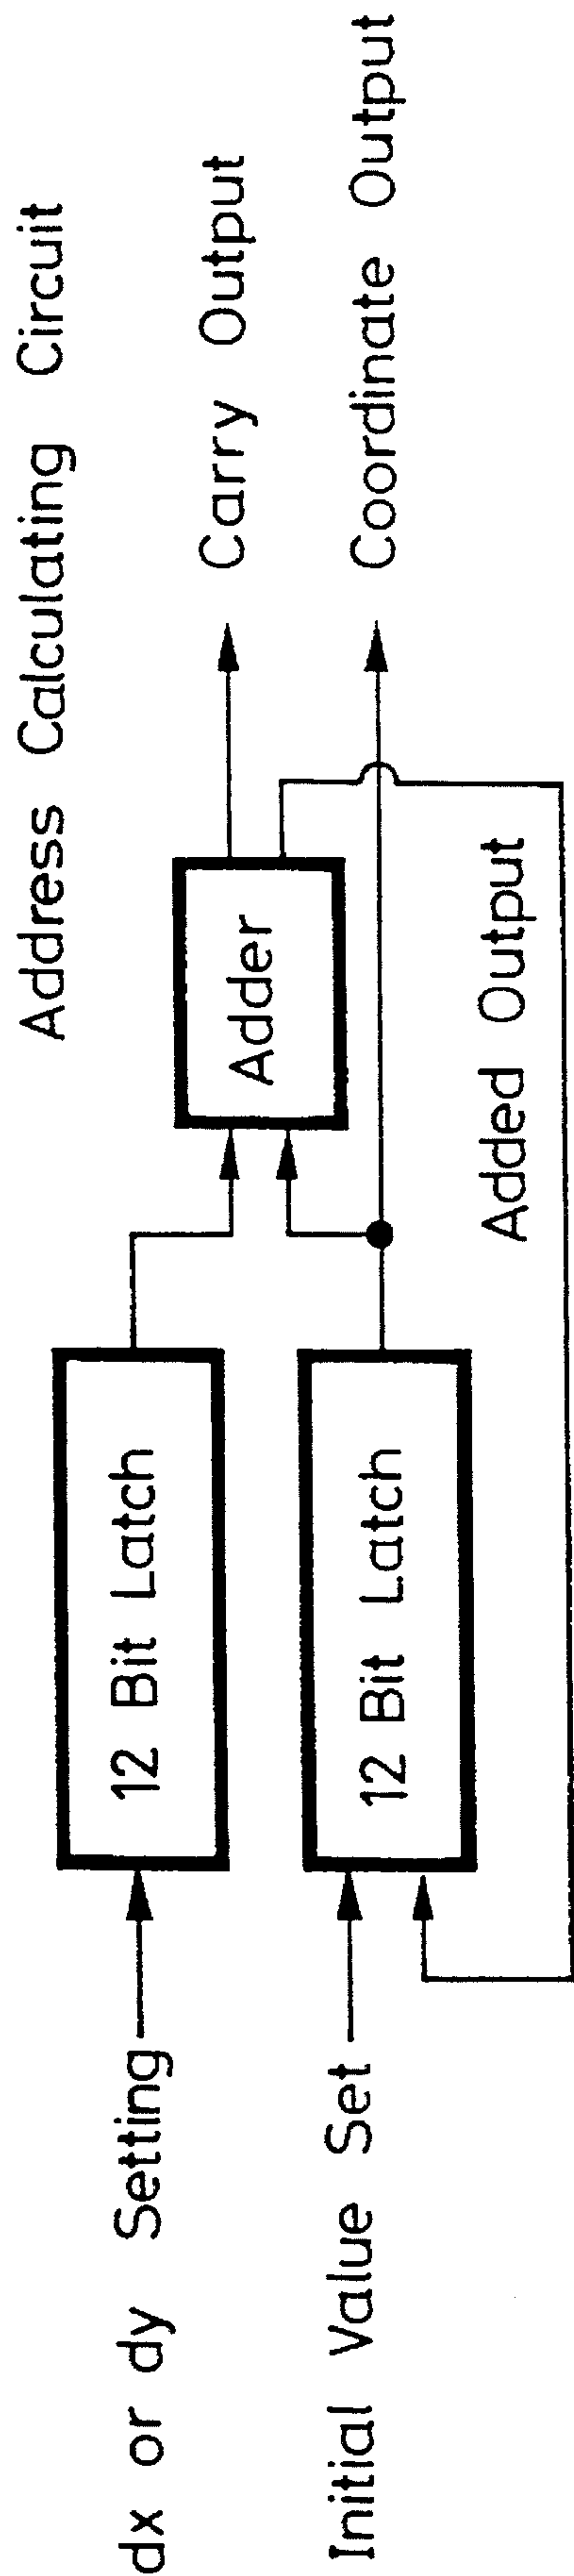 Address Calculating Circuit
dx or dy Setting
12 Bit Latch
Adder
Carry Output
Initial Value Set
12 Bit Latch
Coordinate Output
Added Output